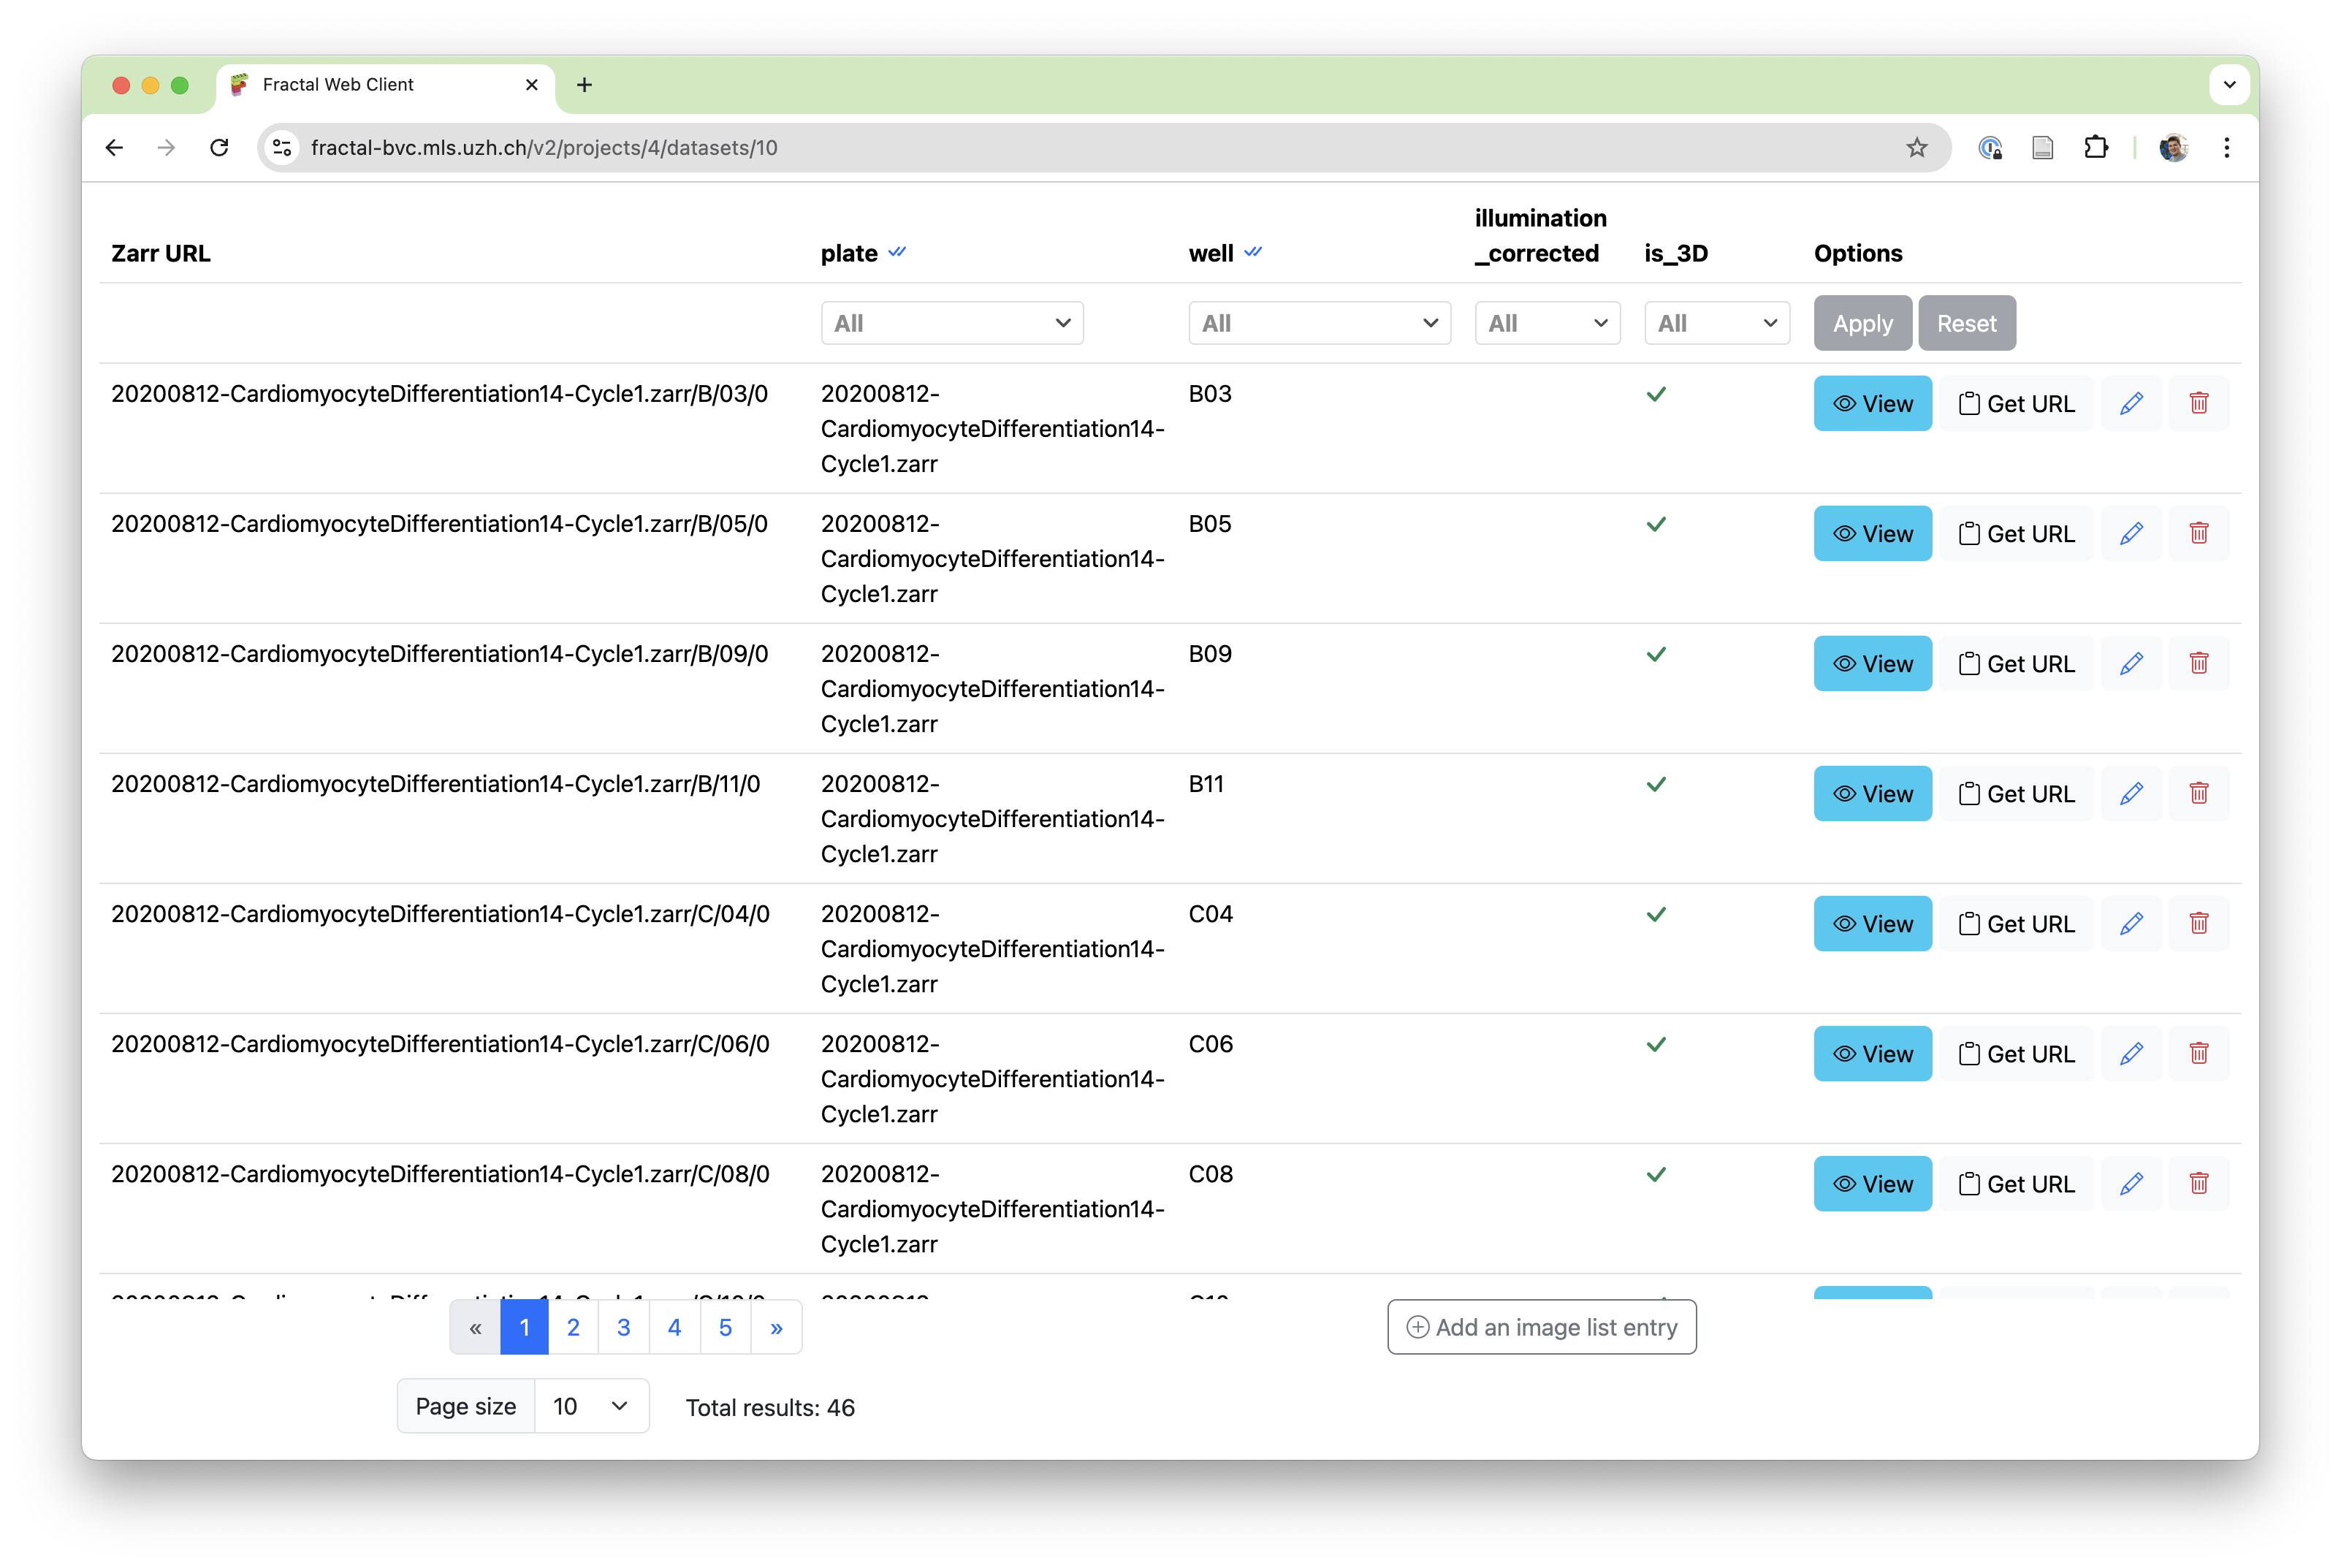 Fractal Web Client
fractal-bvc.mls.uzh.ch/v2/projects/4/datasets/10
Zarr URL plate well illumination _corrected is_3D Options
All All All All Apply Reset
20200812-CardiomyocyteDifferentiation14-Cycle1.zarr/B/03/0 20200812- B03 View Get URL
CardiomyocyteDifferentiation14-
Cycle1.zarr
20200812-CardiomyocyteDifferentiation14-Cycle1.zarr/B/05/0 20200812- B05 View Get URL
CardiomyocyteDifferentiation14-
Cycle1.zarr
20200812-CardiomyocyteDifferentiation14-Cycle1.zarr/B/09/0 20200812- B09 View Get URL
CardiomyocyteDifferentiation14-
Cycle1.zarr
20200812-CardiomyocyteDifferentiation14-Cycle1.zarr/B/11/0 20200812- B11 View Get URL
CardiomyocyteDifferentiation14-
Cycle1.zarr
20200812-CardiomyocyteDifferentiation14-Cycle1.zarr/C/04/0 20200812- C04 View Get URL
CardiomyocyteDifferentiation14-
Cycle1.zarr
20200812-CardiomyocyteDifferentiation14-Cycle1.zarr/C/06/0 20200812- C06 View Get URL
CardiomyocyteDifferentiation14-
Cycle1.zarr
20200812-CardiomyocyteDifferentiation14-Cycle1.zarr/C/08/0 20200812- C08 View Get URL
CardiomyocyteDifferentiation14-
Cycle1.zarr
« 1 2 3 4 5 » Add an image list entry
Page size 10 Total results: 46